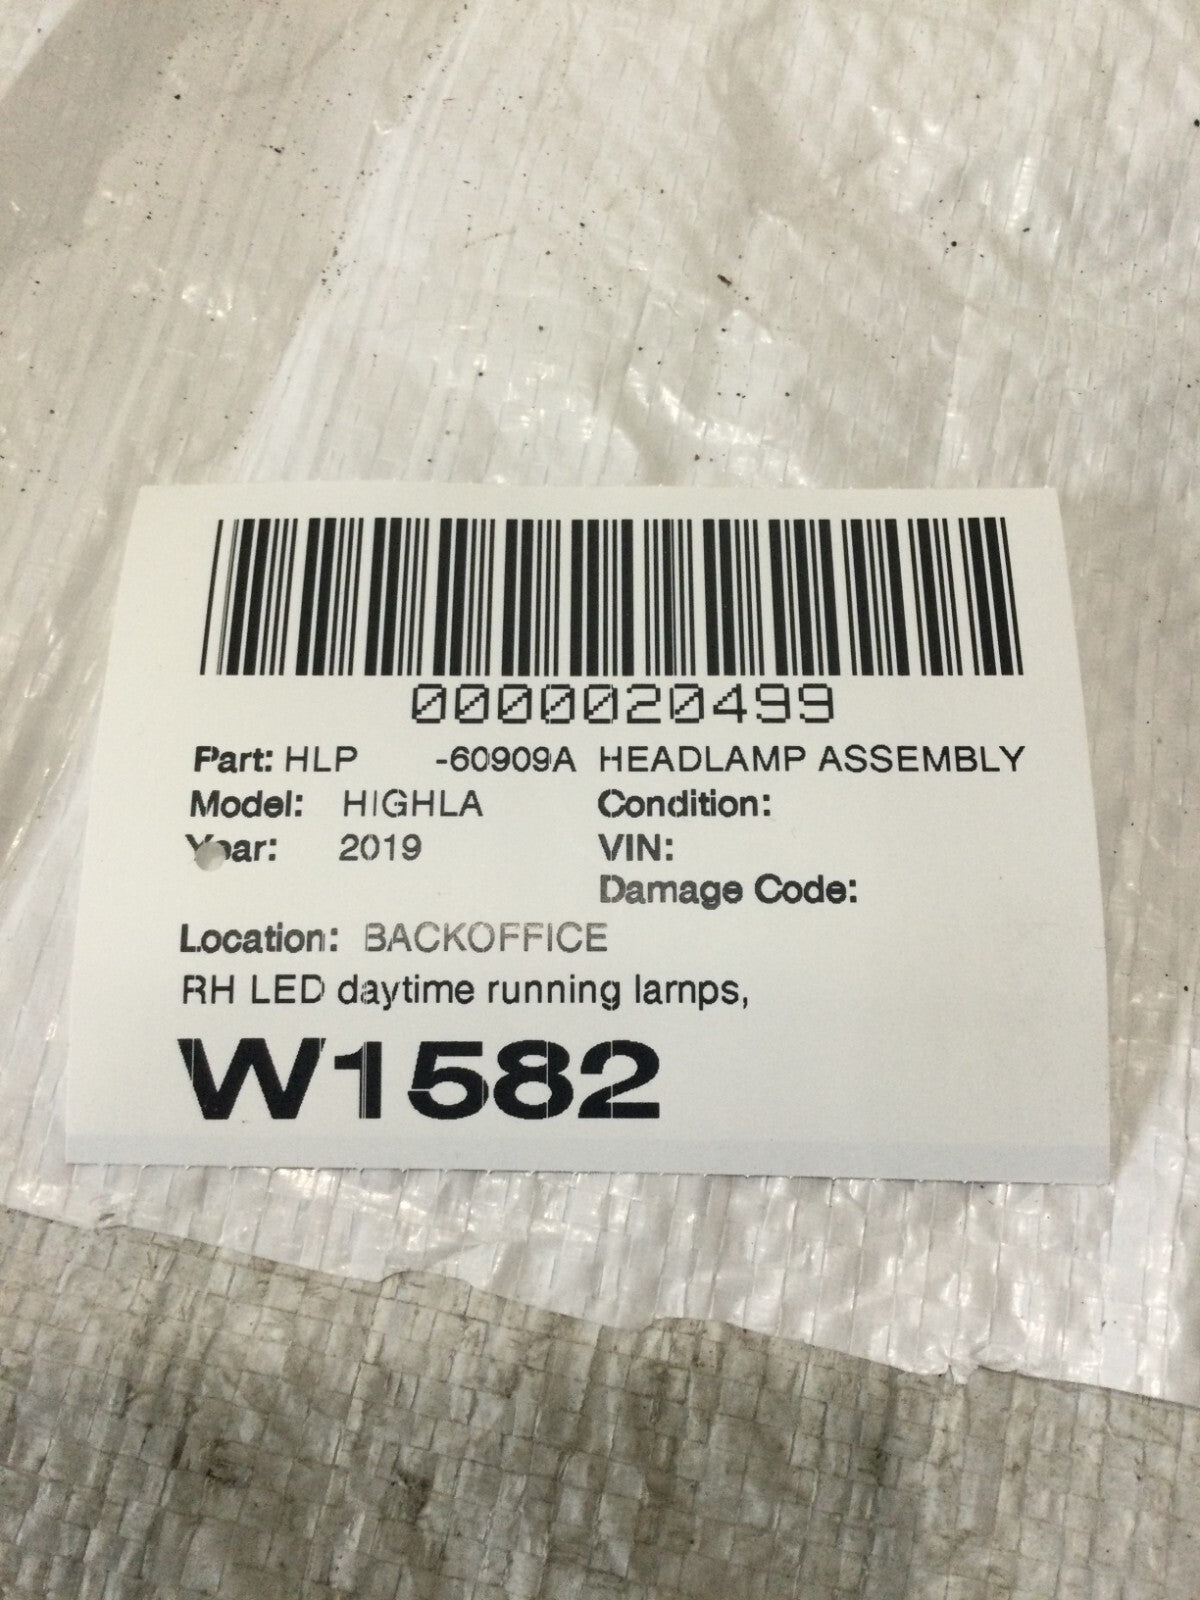 0000020499
Part: HLP -60909A HEADLAMP ASSEMBLY
Model: HIGHLA Condition:
Year: 2019 VIN:
Damage Code:
Location: BACKOFFICE
RH LED daytime running lamps,
W1582